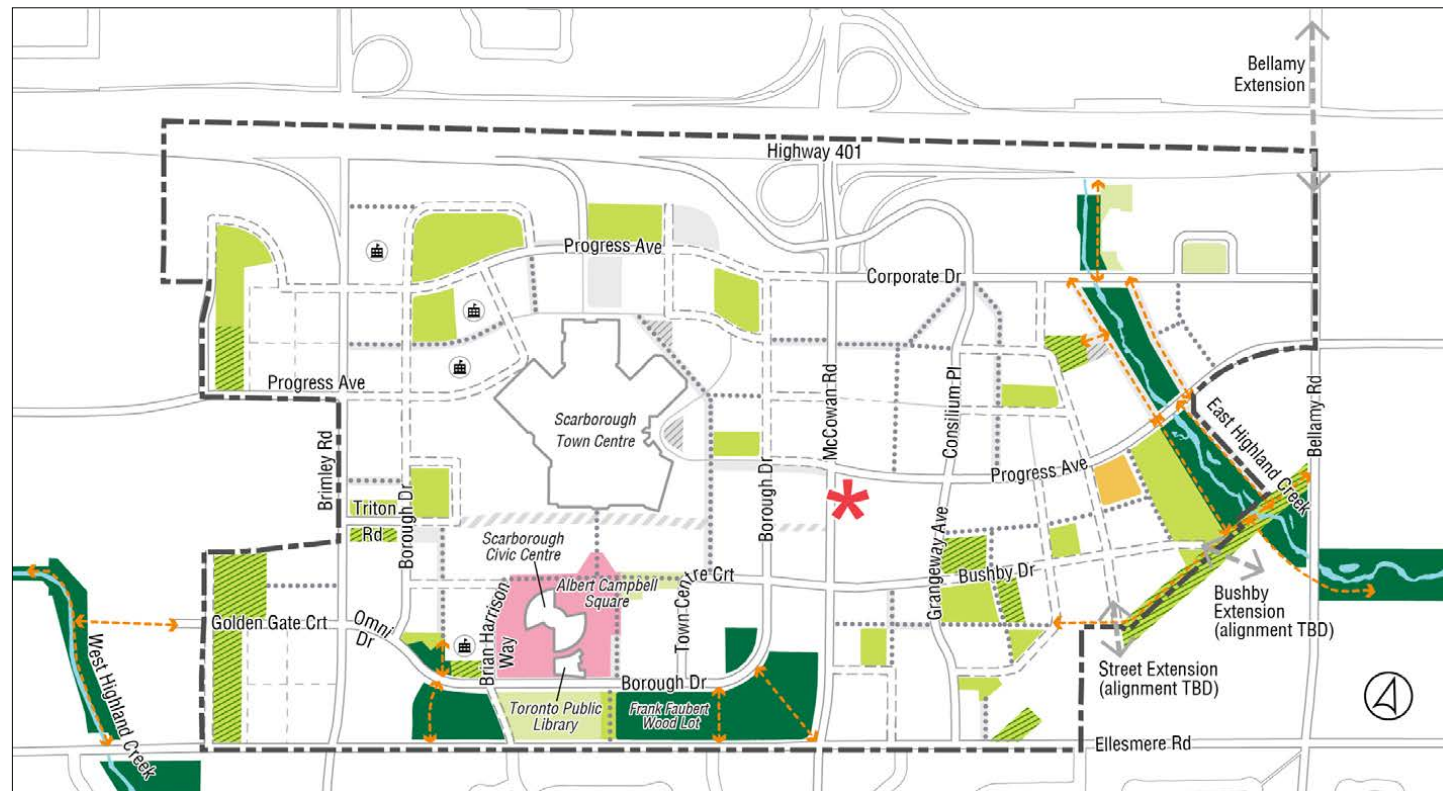 Bellamy
Extension
Highway 401
Progress Ave
Corporate Dr
Progress Ave
Scarborough
Town Centre
Brimley Rd
Borough Dr
McCowan Rd
Consilium Pl
Progress Ave
East Highland Creek
Bellamy Rd
Triton
Rd
Borough Dr
Scarborough
Civic Centre
Albert Campbell
Square
Town Centre Crt
Grangeway Ave
Bushby Dr
Bushby
Extension
(alignment TBD)
Golden Gate Crt
Omni
Dr
Brian Harrison
Way
Town Centre Crt
Street Extension
(alignment TBD)
West Highland Creek
Borough Dr
Toronto Public
Library
Frank Faubert
Wood Lot
Ellesmere Rd